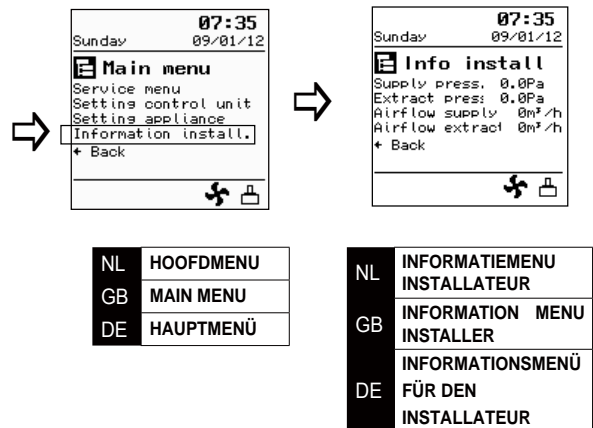 07:35
Sunday 09/01/12
Main menu
Service menu
Setting control unit
Setting appliance
Information install.
← Back
07:35
Sunday 09/01/12
Info install
Supply press. 0.0Pa
Extract press 0.0Pa
Airflow supply 0m³/h
Airflow extract 0m³/h
← Back
NL HOOFDMENU
GB MAIN MENU
DE HAUPTMENÜ
NL INFORMATIEMENU
INSTALLATEUR
GB INFORMATION MENU
INSTALLER
DE INFORMATIONSMENÜ
FÜR DEN
INSTALLATEUR